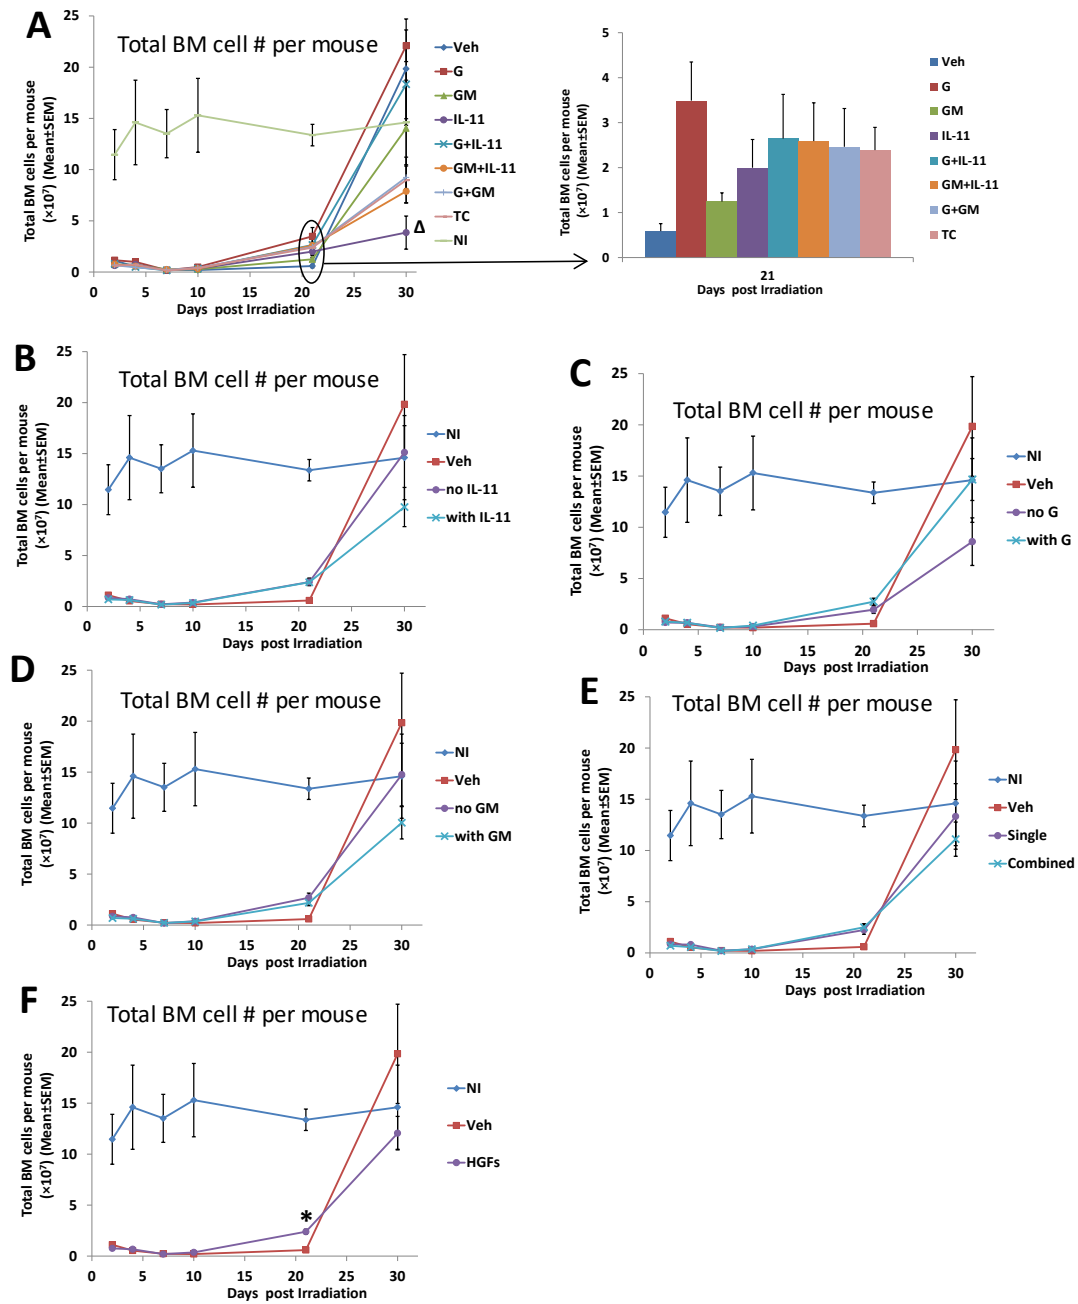 A
Total BM cell # per mouse
Total BM cells per mouse
(×10⁷) (Mean±SEM)
25
20
15
10
5
0
0 5 10 15 20 25 30
Days post Irradiation
Veh
G
GM
IL-11
G+IL-11
GM+IL-11
G+GM
TC
NI
Δ
Total BM cells per mouse
(×10⁷) (Mean±SEM)
5
4
3
2
1
0
21
Days post Irradiation
Veh
G
GM
IL-11
G+IL-11
GM+IL-11
G+GM
TC
B
Total BM cell # per mouse
Total BM cells per mouse
(×10⁷) (Mean±SEM)
25
20
15
10
5
0
0 5 10 15 20 25 30
Days post Irradiation
NI
Veh
no IL-11
with IL-11
C
Total BM cell # per mouse
Total BM cells per mouse
(×10⁷) (Mean±SEM)
25
20
15
10
5
0
0 5 10 15 20 25 30
Days post Irradiation
NI
Veh
no G
with G
D
Total BM cell # per mouse
Total BM cells per mouse
(×10⁷) (Mean±SEM)
25
20
15
10
5
0
0 5 10 15 20 25 30
Days post Irradiation
NI
Veh
no GM
with GM
E
Total BM cell # per mouse
Total BM cells per mouse
(×10⁷) (Mean±SEM)
25
20
15
10
5
0
0 5 10 15 20 25 30
Days post Irradiation
NI
Veh
Single
Combined
F
Total BM cell # per mouse
Total BM cells per mouse
(×10⁷) (Mean±SEM)
25
20
15
10
5
0
0 5 10 15 20 25 30
Days post Irradiation
*
NI
Veh
HGFs